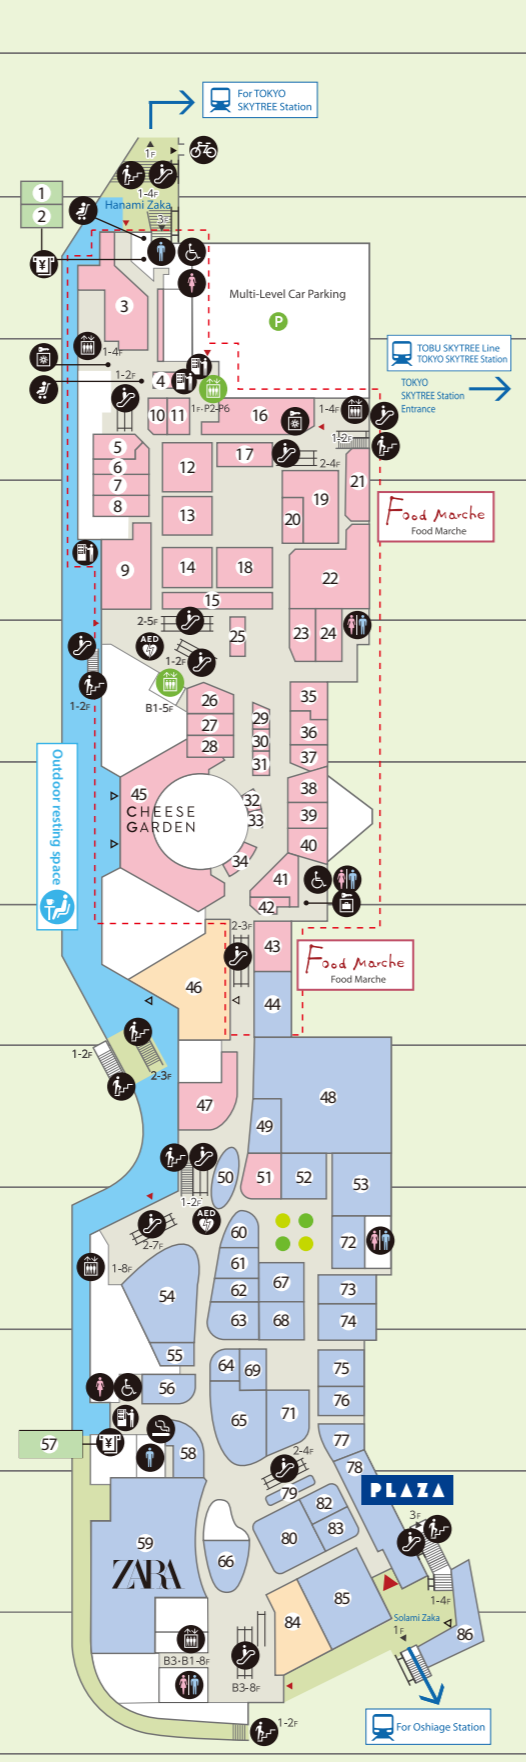 For TOKYO
SKYTREE Station
1F
1-4F
Hanami Zaka
3F
1
2
¥
3
Multi-Level Car Parking
P
1-4F
1-2F
4
1F·P2-P6
TOBU SKYTREE Line
TOKYO SKYTREE Station
TOKYO
SKYTREE Station
Entrance
10
11
16
1-4F
1-2F
5
6
7
8
12
17
2-4F
21
19
20
13
Food Marche
Food Marche
9
14
18
22
15
2-5F
AED
1-2F
25
23
24
1-2F
B1-5F
26
27
28
29
30
31
35
36
37
Outdoor resting space
45
CHEESE
GARDEN
32
33
34
38
39
40
41
42
2-3F
43
Food Marche
Food Marche
46
44
1-2F
2-3F
47
48
49
50
51
52
53
1-2F
AED
2-7F
60
72
61
1-8F
62
67
73
54
63
68
74
55
64
69
75
56
76
65
71
57
¥
58
77
2-4F
78
79
PLAZA
82
3F
59
80
83
ZARA
66
85
1-4F
84
Solami Zaka
1F
86
B3·B1-8F
B3-8F
1-2F
For Oshiage Station